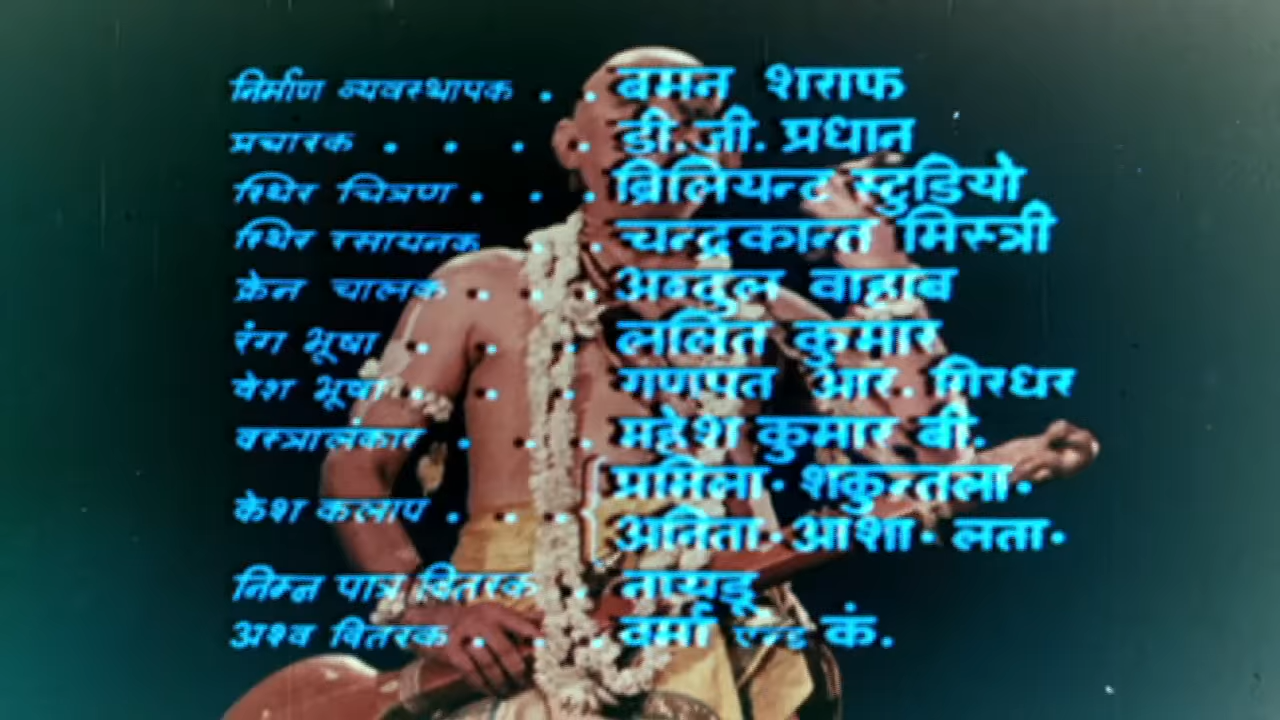 निर्माण व्यवस्थापक . . बमन शराफ
प्रचारक . . . . डी. जी. प्रधान
स्थिर चित्रण . . . ब्रिलियन्ट स्टुडियो
स्थिर रसायनक . . चन्द्रकान्त मिस्त्री
क्रेन चालक . . . अब्दुल वाहाब
रंग भूषा . . . ललित कुमार
वेश भूषा . . . गणपत आर. गिरधर
वस्त्रालंकार . . . महेश कुमार बी.
केश कलाप . . . { प्रमिला. शकुन्तला.
अनिता. आशा. लता.
निम्न पात्र वितरक . नायडू
अश्व वितरक . . . वर्मा एण्ड कं.